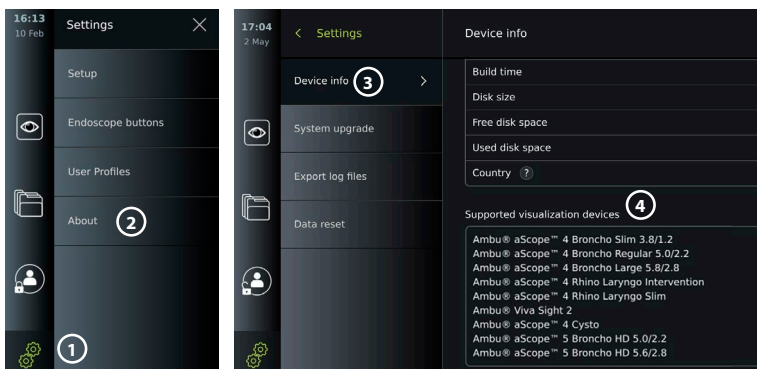 16:13
10 Feb
Settings
Setup
Endoscope buttons
User Profiles
About
2
1
17:04
2 May
Settings
Device info
3
System upgrade
Export log files
Data reset
Device info
Build time
Disk size
Free disk space
Used disk space
Country ?
Supported visualization devices
4
Ambu® aScope™ 4 Broncho Slim 3.8/1.2
Ambu® aScope™ 4 Broncho Regular 5.0/2.2
Ambu® aScope™ 4 Broncho Large 5.8/2.8
Ambu® aScope™ 4 Rhino Laryngo Intervention
Ambu® aScope™ 4 Rhino Laryngo Slim
Ambu® Viva Sight 2
Ambu® aScope™ 4 Cysto
Ambu® aScope™ 5 Broncho HD 5.0/2.2
Ambu® aScope™ 5 Broncho HD 5.6/2.8